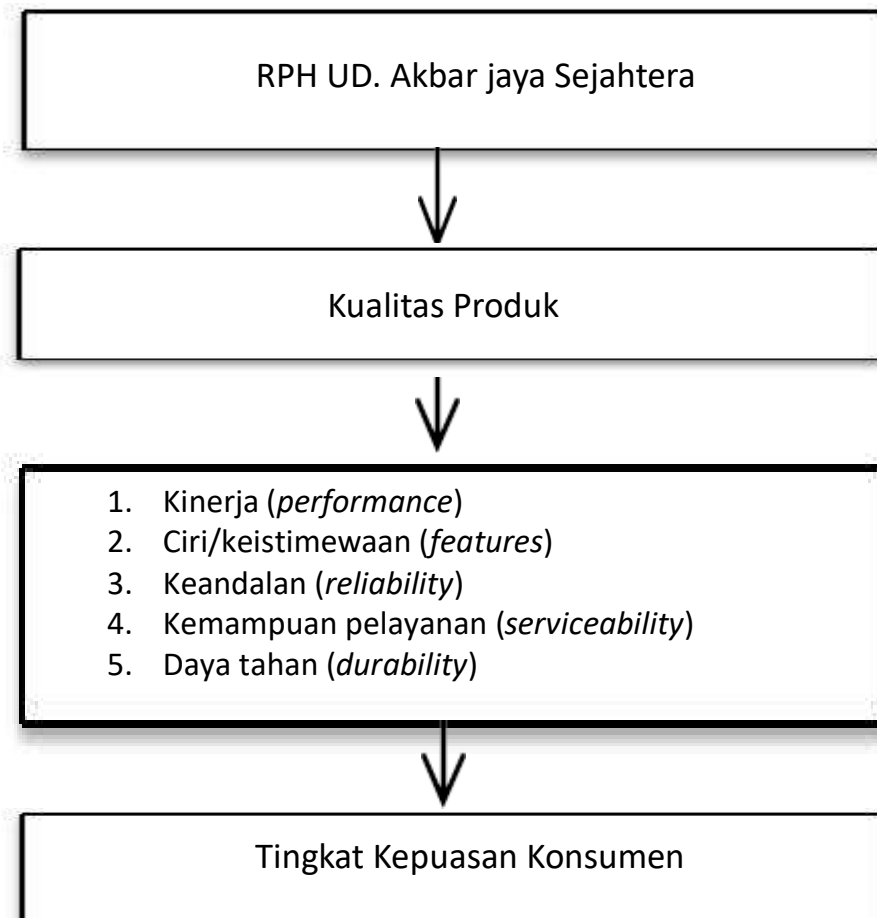 RPH UD. Akbar jaya Sejahtera
Kualitas Produk
1. Kinerja (performance)
2. Ciri/keistimewaan (features)
3. Keandalan (reliability)
4. Kemampuan pelayanan (serviceability)
5. Daya tahan (durability)
Tingkat Kepuasan Konsumen